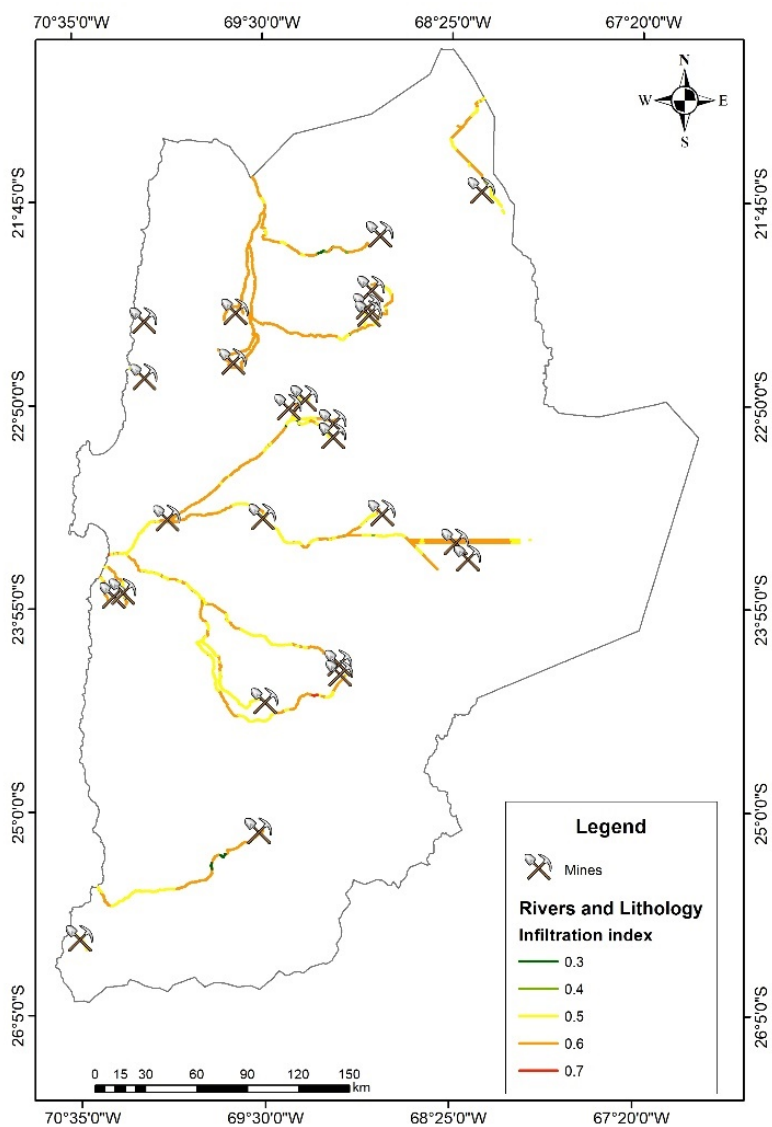 70°35'0"W 69°30'0"W 68°25'0"W 67°20'0"W
N
W E
S
21°45'0"S 21°45'0"S
22°50'0"S 22°50'0"S
23°55'0"S 23°55'0"S
25°0'0"S 25°0'0"S
Legend
Mines
Rivers and Lithology
Infiltration index
0.3
0.4
0.5
0.6
0.7
26°5'0"S 26°5'0"S
0 15 30 60 90 120 150
km
70°35'0"W 69°30'0"W 68°25'0"W 67°20'0"W